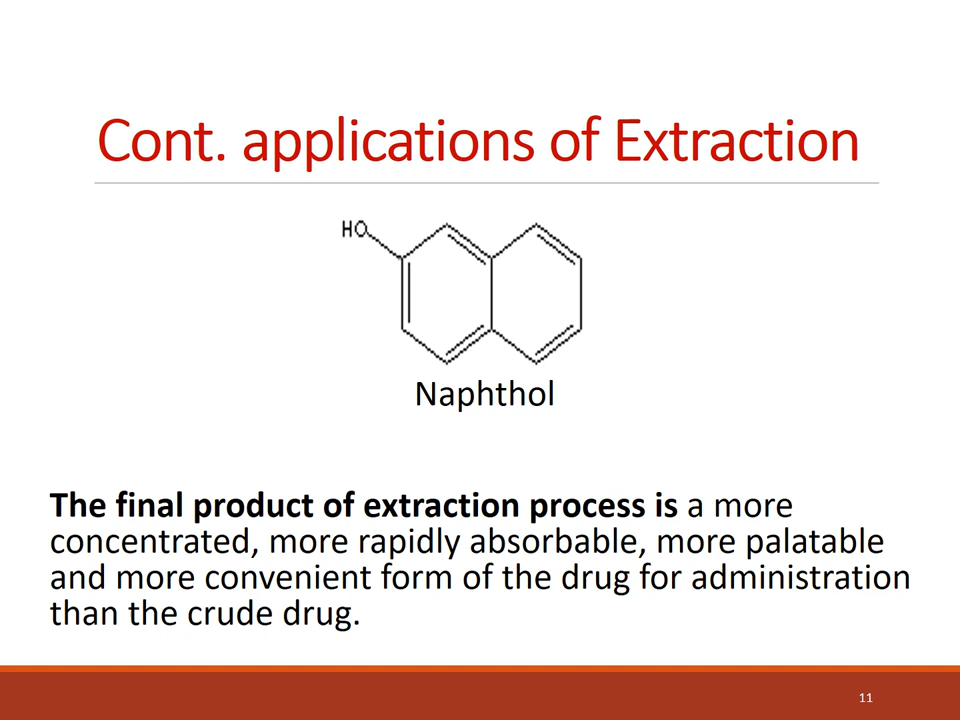 Cont. applications of Extraction
HO
Naphthol
The final product of extraction process is a more
concentrated, more rapidly absorbable, more palatable
and more convenient form of the drug for administration
than the crude drug.
11